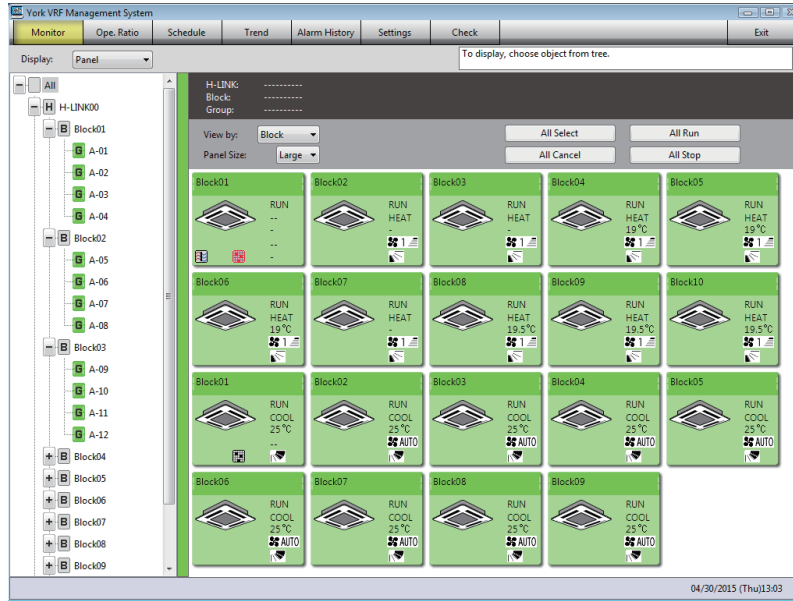 York VRF Management System
Monitor Ope. Ratio Schedule Trend Alarm History Settings Check Exit
Display: Panel
To display, choose object from tree.
All
H H-LINK00
B Block01
G A-01
G A-02
G A-03
G A-04
B Block02
G A-05
G A-06
G A-07
G A-08
B Block03
G A-09
G A-10
G A-11
G A-12
B Block04
B Block05
B Block06
B Block07
B Block08
B Block09
H-LINK: ----------
Block: ----------
Group: ----------
View by: Block
All Select All Run
Panel Size: Large
All Cancel All Stop
Block01
RUN
--
-
--
-
Block02
RUN
HEAT
-
1
Block03
RUN
HEAT
-
1
Block04
RUN
HEAT
19°C
1
Block05
RUN
HEAT
19°C
1
Block06
RUN
HEAT
19°C
1
Block07
RUN
HEAT
-
1
Block08
RUN
HEAT
19.5°C
1
Block09
RUN
HEAT
19.5°C
1
Block10
RUN
HEAT
19.5°C
1
Block01
RUN
COOL
25°C
--
Block02
RUN
COOL
25°C
AUTO
Block03
RUN
COOL
25°C
AUTO
Block04
RUN
COOL
25°C
AUTO
Block05
RUN
COOL
25°C
AUTO
Block06
RUN
COOL
25°C
AUTO
Block07
RUN
COOL
25°C
AUTO
Block08
RUN
COOL
25°C
AUTO
Block09
RUN
COOL
25°C
AUTO
04/30/2015 (Thu)13:03